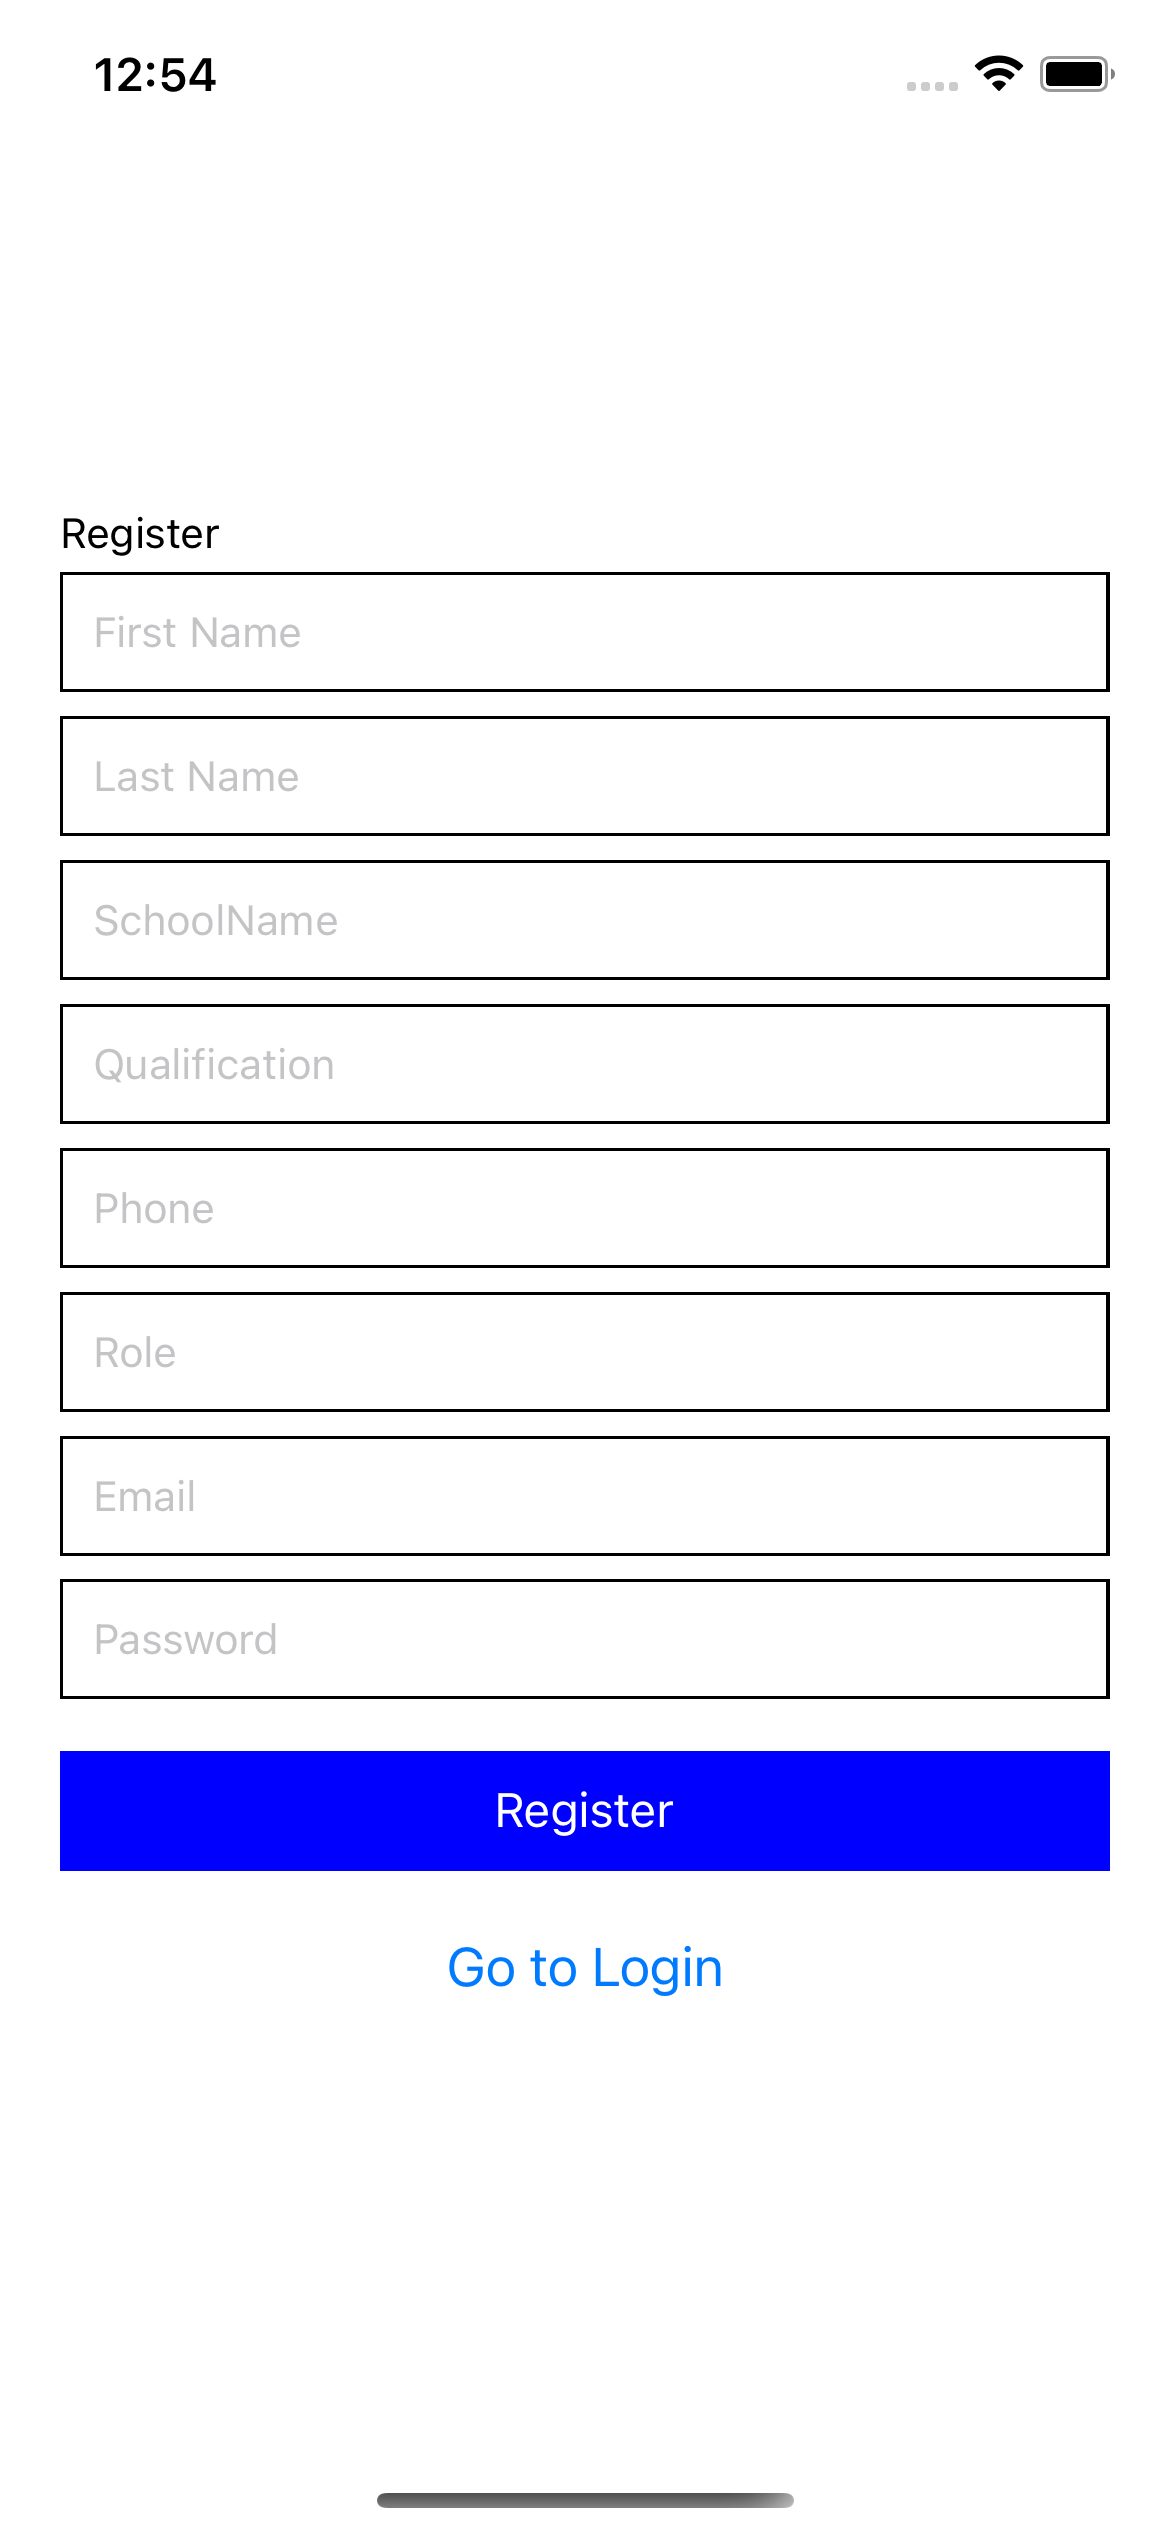 12:54
Register
First Name
Last Name
SchoolName
Qualification
Phone
Role
Email
Password
Register
Go to Login